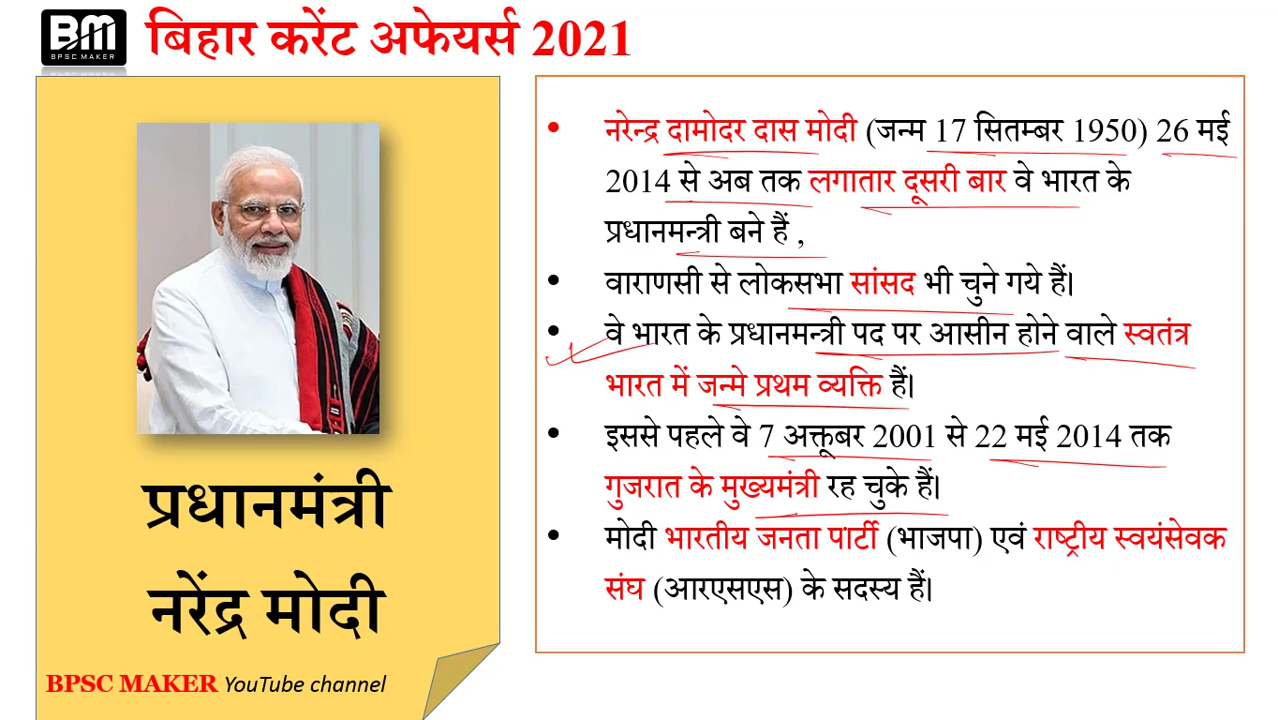 BM
BPSC MAKER
बिहार करेंट अफेयर्स 2021
प्रधानमंत्री
नरेंद्र मोदी
BPSC MAKER YouTube channel
• नरेन्द्र दामोदर दास मोदी (जन्म 17 सितम्बर 1950) 26 मई
2014 से अब तक लगातार दूसरी बार वे भारत के
प्रधानमन्त्री बने हैं ,
• वाराणसी से लोकसभा सांसद भी चुने गये हैं।
• वे भारत के प्रधानमन्त्री पद पर आसीन होने वाले स्वतंत्र
भारत में जन्मे प्रथम व्यक्ति हैं।
• इससे पहले वे 7 अक्तूबर 2001 से 22 मई 2014 तक
गुजरात के मुख्यमंत्री रह चुके हैं।
• मोदी भारतीय जनता पार्टी (भाजपा) एवं राष्ट्रीय स्वयंसेवक
संघ (आरएसएस) के सदस्य हैं।